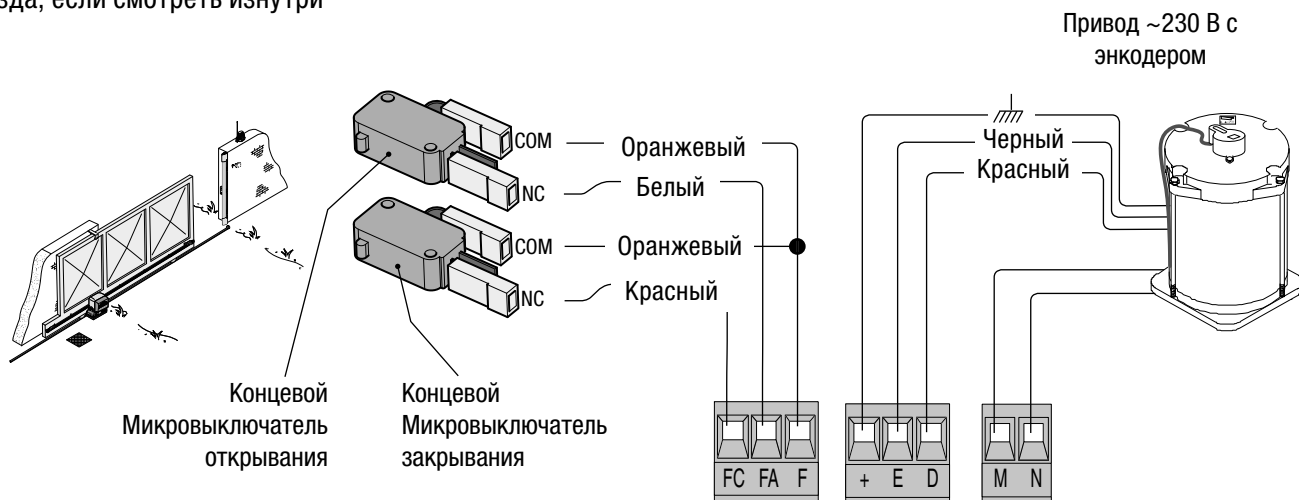 зда, если смотреть изнутри
Привод ~230 В с
энкодером
COM
Оранжевый
NC
Белый
COM
Оранжевый
NC
Красный
Черный
Красный
Концевой
Микровыключатель
открывания
Концевой
Микровыключатель
закрывания
FC FA F
+ E D
M N